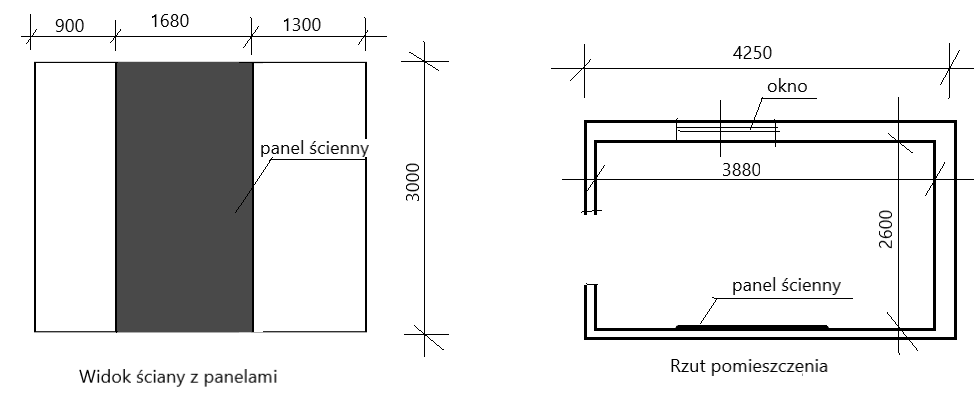 900
1680
1300
panel ścienny
3000
Widok ściany z panelami
4250
okno
3880
2600
panel ścienny
Rzut pomieszczenia